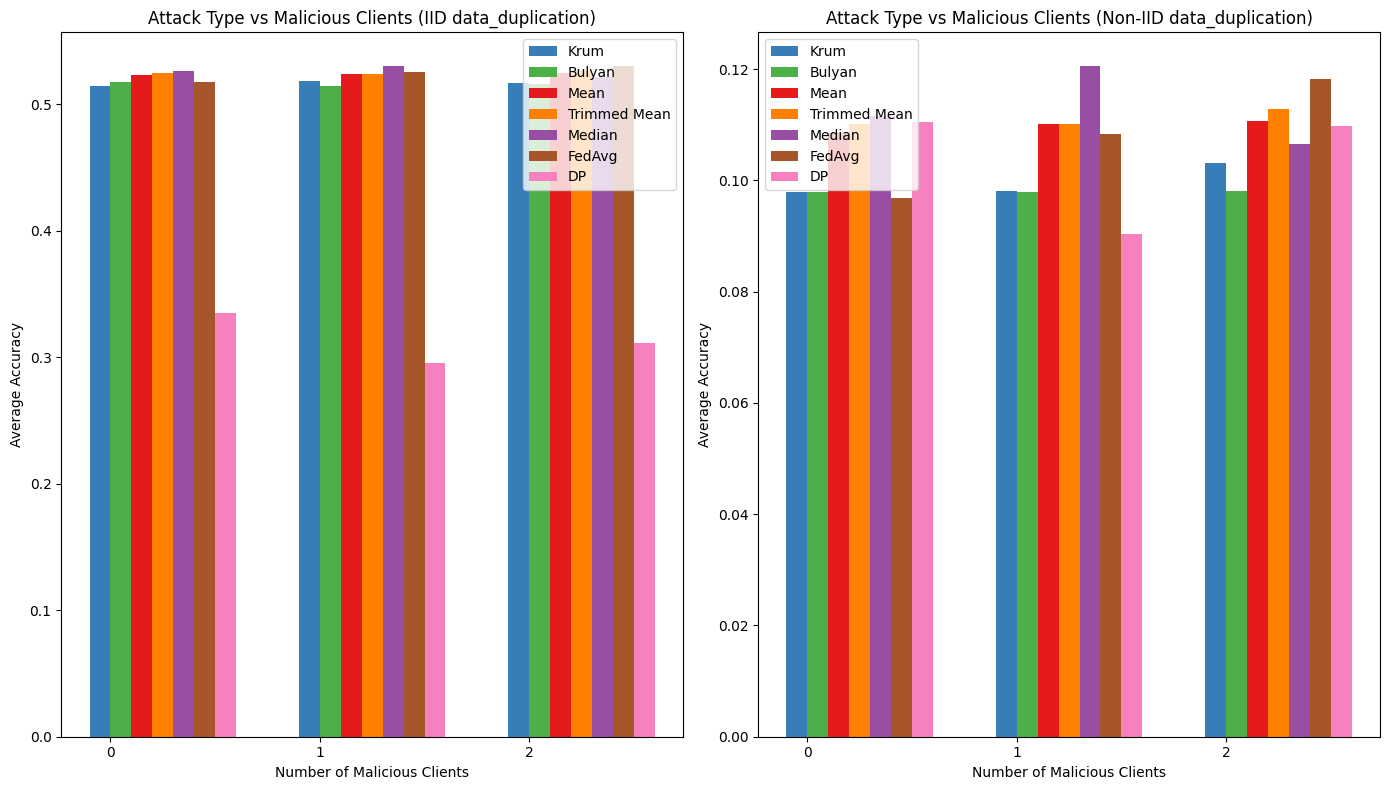 Attack Type vs Malicious Clients (IID data_duplication)
Krum
Bulyan
Mean
Trimmed Mean
Median
FedAvg
DP
0.5
0.4
0.3
0.2
0.1
0.0
Average Accuracy
0
1
2
Number of Malicious Clients
Attack Type vs Malicious Clients (Non-IID data_duplication)
Krum
Bulyan
Mean
Trimmed Mean
Median
FedAvg
DP
0.12
0.10
0.08
0.06
0.04
0.02
0.00
Average Accuracy
0
1
2
Number of Malicious Clients